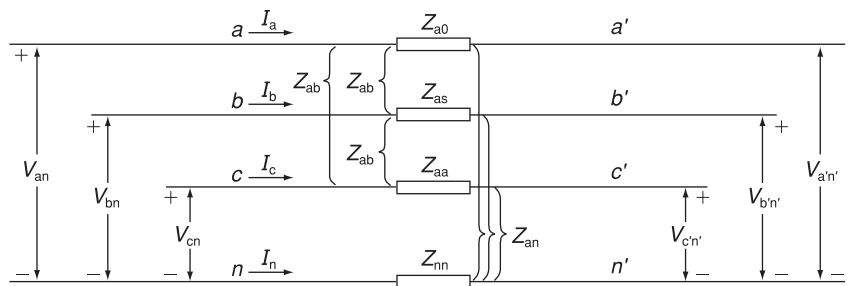 a I_a Z_a0 a'
+
Z_ab Z_ab
b I_b Z_as b'
+ +
V_an Z_ab V_a'n'
V_bn c I_c Z_aa c' V_b'n'
+ +
V_cn Z_an V_c'n'
n I_n n'
− − − Z_nn − − −